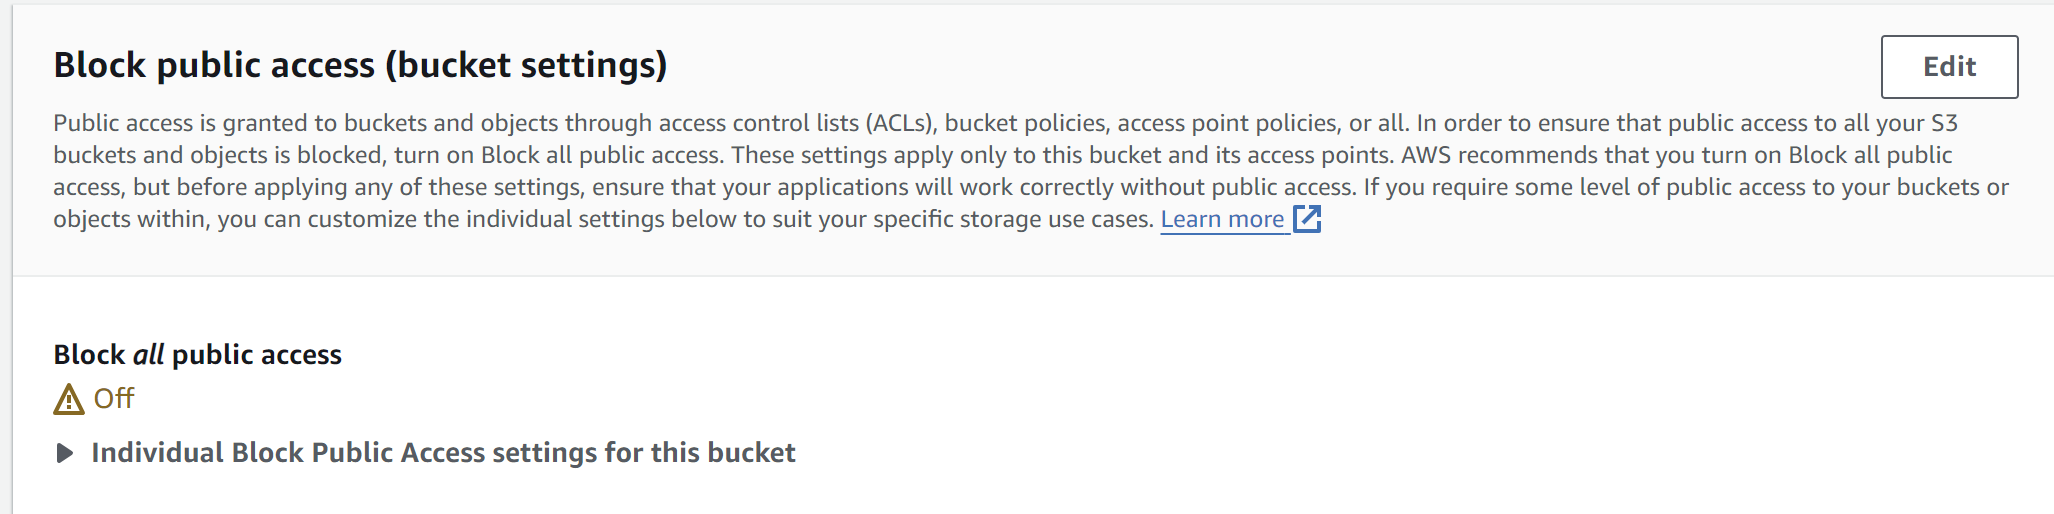 Block public access (bucket settings)
Edit
Public access is granted to buckets and objects through access control lists (ACLs), bucket policies, access point policies, or all. In order to ensure that public access to all your S3
buckets and objects is blocked, turn on Block all public access. These settings apply only to this bucket and its access points. AWS recommends that you turn on Block all public
access, but before applying any of these settings, ensure that your applications will work correctly without public access. If you require some level of public access to your buckets or
objects within, you can customize the individual settings below to suit your specific storage use cases. Learn more
Block all public access
Off
Individual Block Public Access settings for this bucket